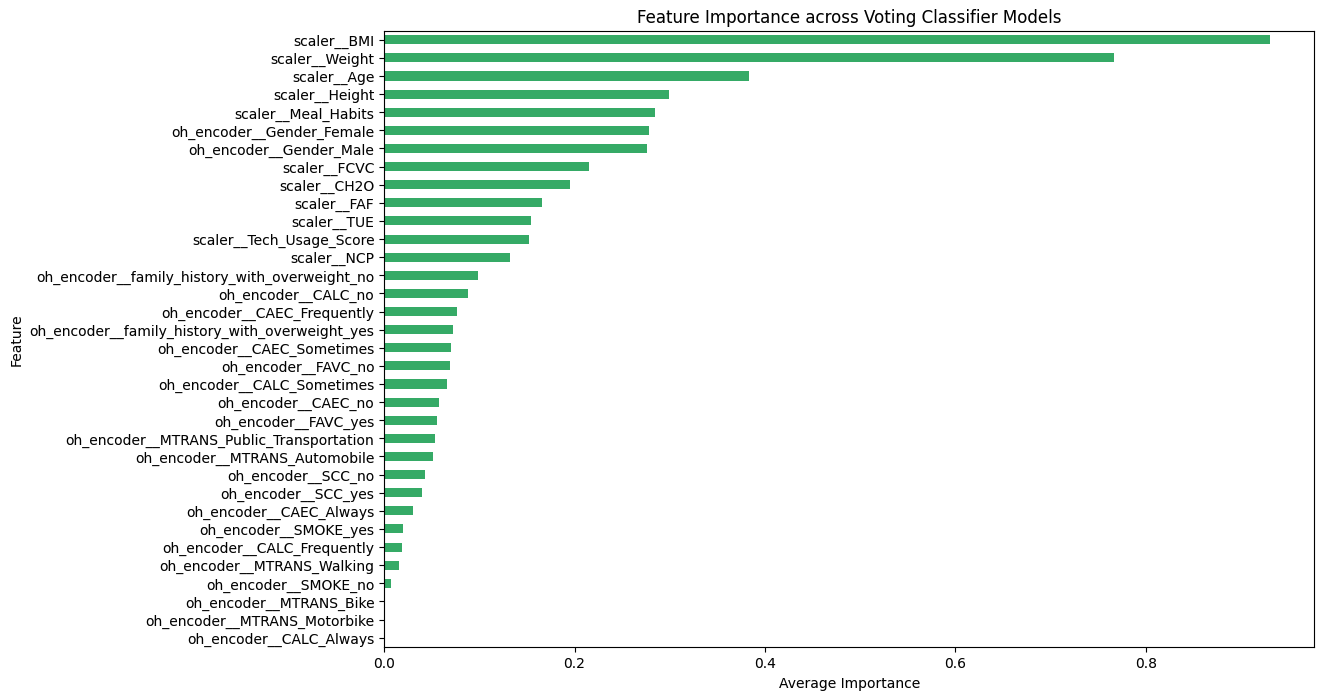 Feature Importance across Voting Classifier Models
Feature
scaler__BMI
scaler__Weight
scaler__Age
scaler__Height
scaler__Meal_Habits
oh_encoder__Gender_Female
oh_encoder__Gender_Male
scaler__FCVC
scaler__CH2O
scaler__FAF
scaler__TUE
scaler__Tech_Usage_Score
scaler__NCP
oh_encoder__family_history_with_overweight_no
oh_encoder__CALC_no
oh_encoder__CAEC_Frequently
oh_encoder__family_history_with_overweight_yes
oh_encoder__CAEC_Sometimes
oh_encoder__FAVC_no
oh_encoder__CALC_Sometimes
oh_encoder__CAEC_no
oh_encoder__FAVC_yes
oh_encoder__MTRANS_Public_Transportation
oh_encoder__MTRANS_Automobile
oh_encoder__SCC_no
oh_encoder__SCC_yes
oh_encoder__CAEC_Always
oh_encoder__SMOKE_yes
oh_encoder__CALC_Frequently
oh_encoder__MTRANS_Walking
oh_encoder__SMOKE_no
oh_encoder__MTRANS_Bike
oh_encoder__MTRANS_Motorbike
oh_encoder__CALC_Always
0.0 0.2 0.4 0.6 0.8
Average Importance